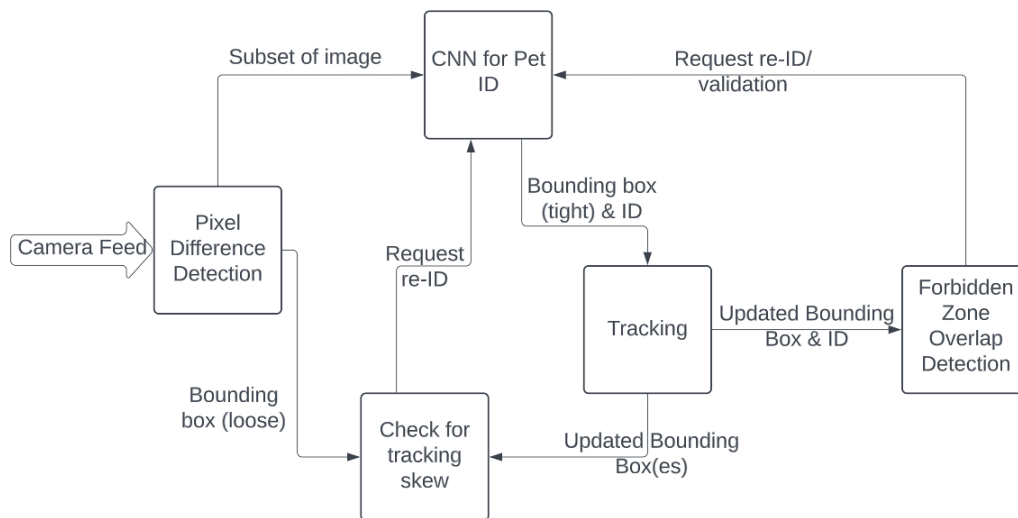 CNN for Pet
ID
Subset of image
Request re-ID/
validation
Bounding box
(tight) & ID
Pixel
Difference
Detection
Camera Feed
Request
re-ID
Tracking
Updated Bounding
Box & ID
Forbidden
Zone
Overlap
Detection
Bounding
box (loose)
Check for
tracking
skew
Updated Bounding
Box(es)